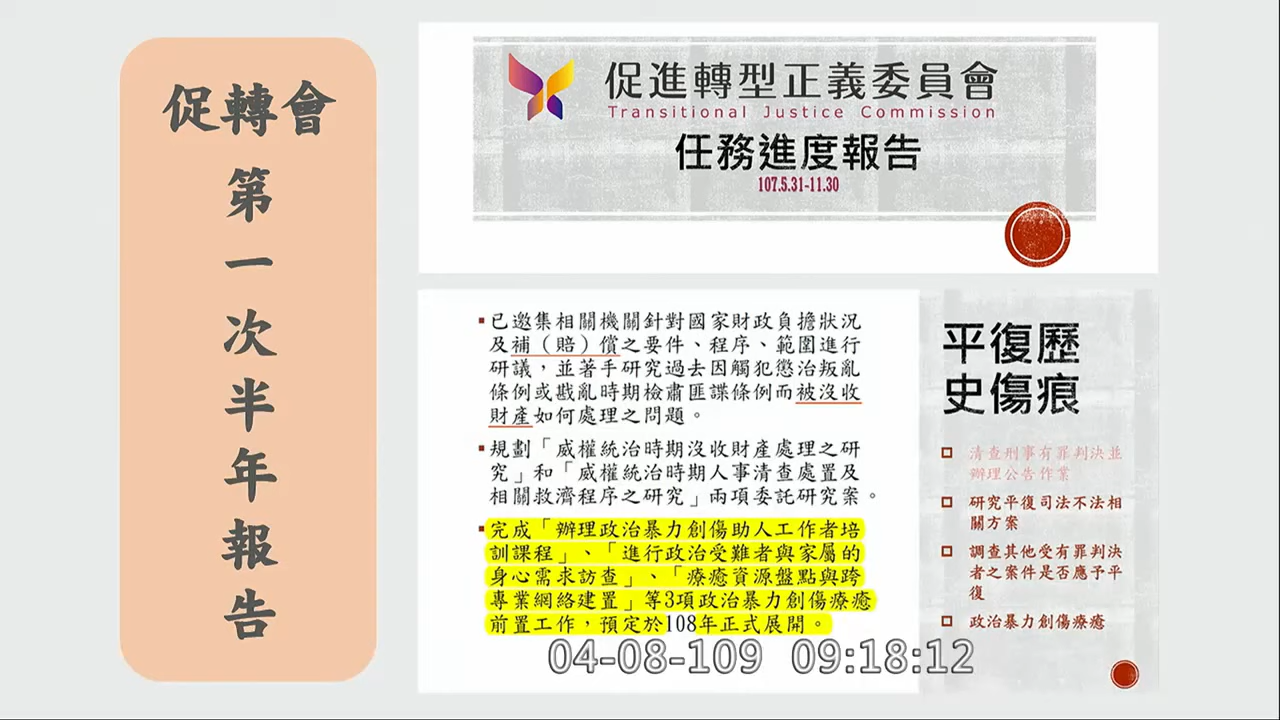 促轉會
第
一
次
半
年
報
告
促進轉型正義委員會
Transitional Justice Commission
任務進度報告
107.5.31-11.30
▪已邀集相關機關針對國家財政負擔狀況
及補（賠）償之要件、程序、範圍進行
研議，並著手研究過去因觸犯懲治叛亂
條例或戡亂時期檢肅匪諜條例而被沒收
財產如何處理之問題。
▪規劃「威權統治時期沒收財產處理之研
究」和「威權統治時期人事清查處置及
相關救濟程序之研究」兩項委託研究案。
▪完成「辦理政治暴力創傷助人工作者培
訓課程」、「進行政治受難者與家屬的
身心需求訪查」、「療癒資源盤點與跨
專業網絡建置」等3項政治暴力創傷療癒
前置工作，預定於108年正式展開。
平復歷
史傷痕
清查刑事有罪判決並
辦理公告作業
研究平復司法不法相
關方案
調查其他受有罪判決
者之案件是否應予平
復
政治暴力創傷療癒
04-08-109 09:18:12